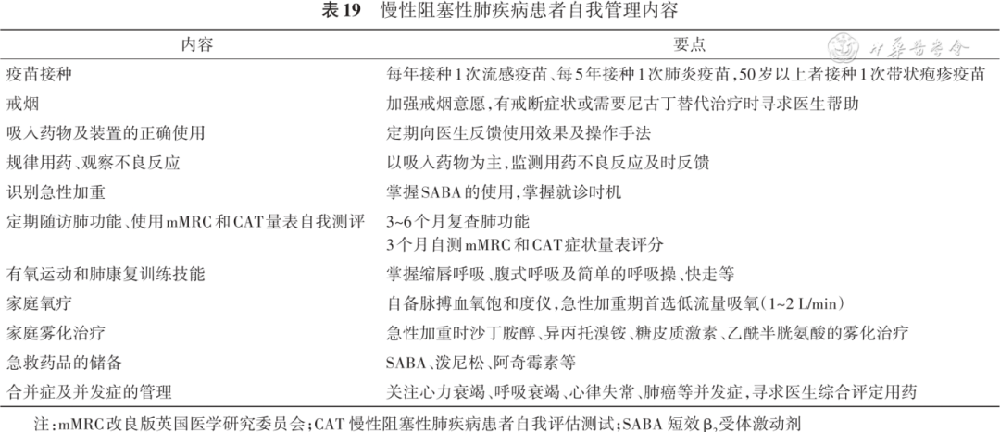 表19 慢性阻塞性肺疾病患者自我管理内容
内容 要点
中华医学会
疫苗接种 每年接种1次流感疫苗、每5年接种1次肺炎疫苗,50岁以上者接种1次带状疱疹疫苗
戒烟 加强戒烟意愿,有戒断症状或需要尼古丁替代治疗时寻求医生帮助
吸入药物及装置的正确使用 定期向医生反馈使用效果及操作手法
规律用药、观察不良反应 以吸入药物为主,监测用药不良反应及时反馈
识别急性加重 掌握SABA的使用,掌握就诊时机
定期随访肺功能、使用mMRC和CAT量表自我测评 3~6个月复查肺功能
3个月自测mMRC和CAT症状量表评分
有氧运动和肺康复训练技能 掌握缩唇呼吸、腹式呼吸及简单的呼吸操、快走等
家庭氧疗 自备脉搏血氧饱和度仪,急性加重期首选低流量吸氧(1~2 L/min)
家庭雾化治疗 急性加重时沙丁胺醇、异丙托溴铵、糖皮质激素、乙酰半胱氨酸的雾化治疗
急救药品的储备 SABA、泼尼松、阿奇霉素等
合并症及并发症的管理 关注心力衰竭、呼吸衰竭、心律失常、肺癌等并发症,寻求医生综合评定用药
注:mMRC改良版英国医学研究委员会;CAT 慢性阻塞性肺疾病患者自我评估测试;SABA 短效β₂受体激动剂